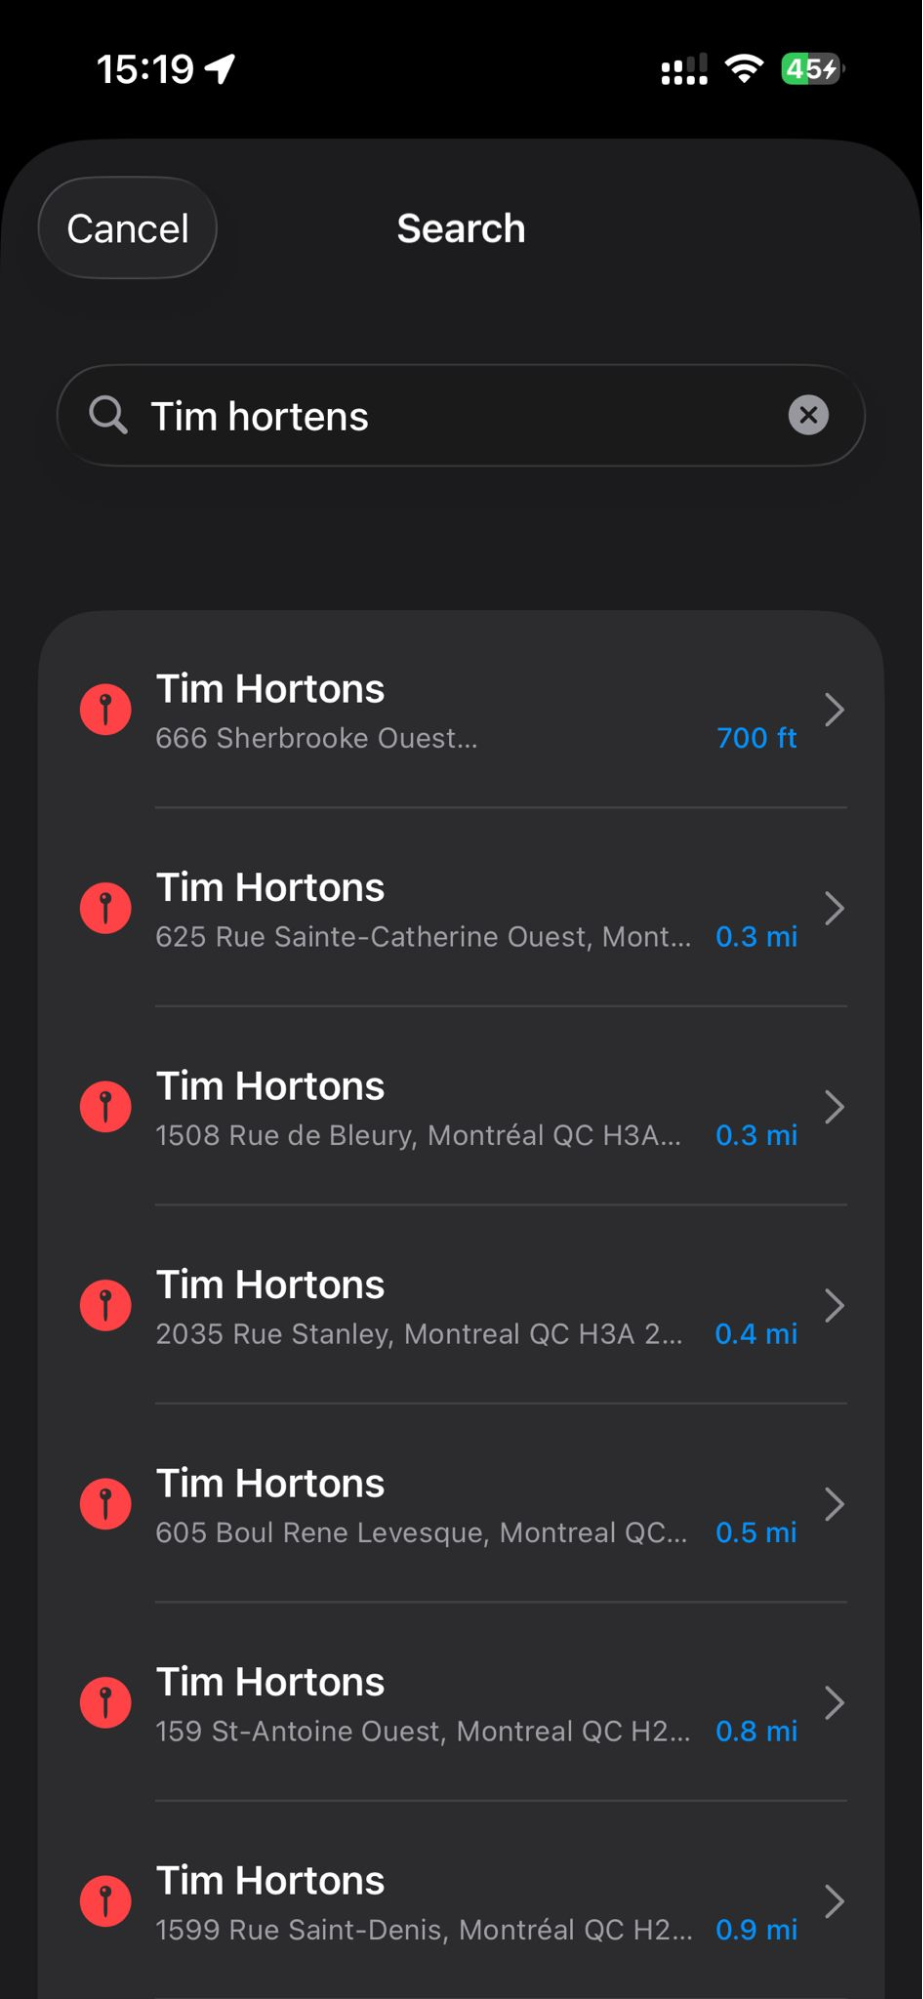 15:19
45
Cancel
Search
Tim hortens
Tim Hortons
666 Sherbrooke Ouest... 700 ft
Tim Hortons
625 Rue Sainte-Catherine Ouest, Mont... 0.3 mi
Tim Hortons
1508 Rue de Bleury, Montréal QC H3A... 0.3 mi
Tim Hortons
2035 Rue Stanley, Montreal QC H3A 2... 0.4 mi
Tim Hortons
605 Boul Rene Levesque, Montreal QC... 0.5 mi
Tim Hortons
159 St-Antoine Ouest, Montreal QC H2... 0.8 mi
Tim Hortons
1599 Rue Saint-Denis, Montréal QC H2... 0.9 mi